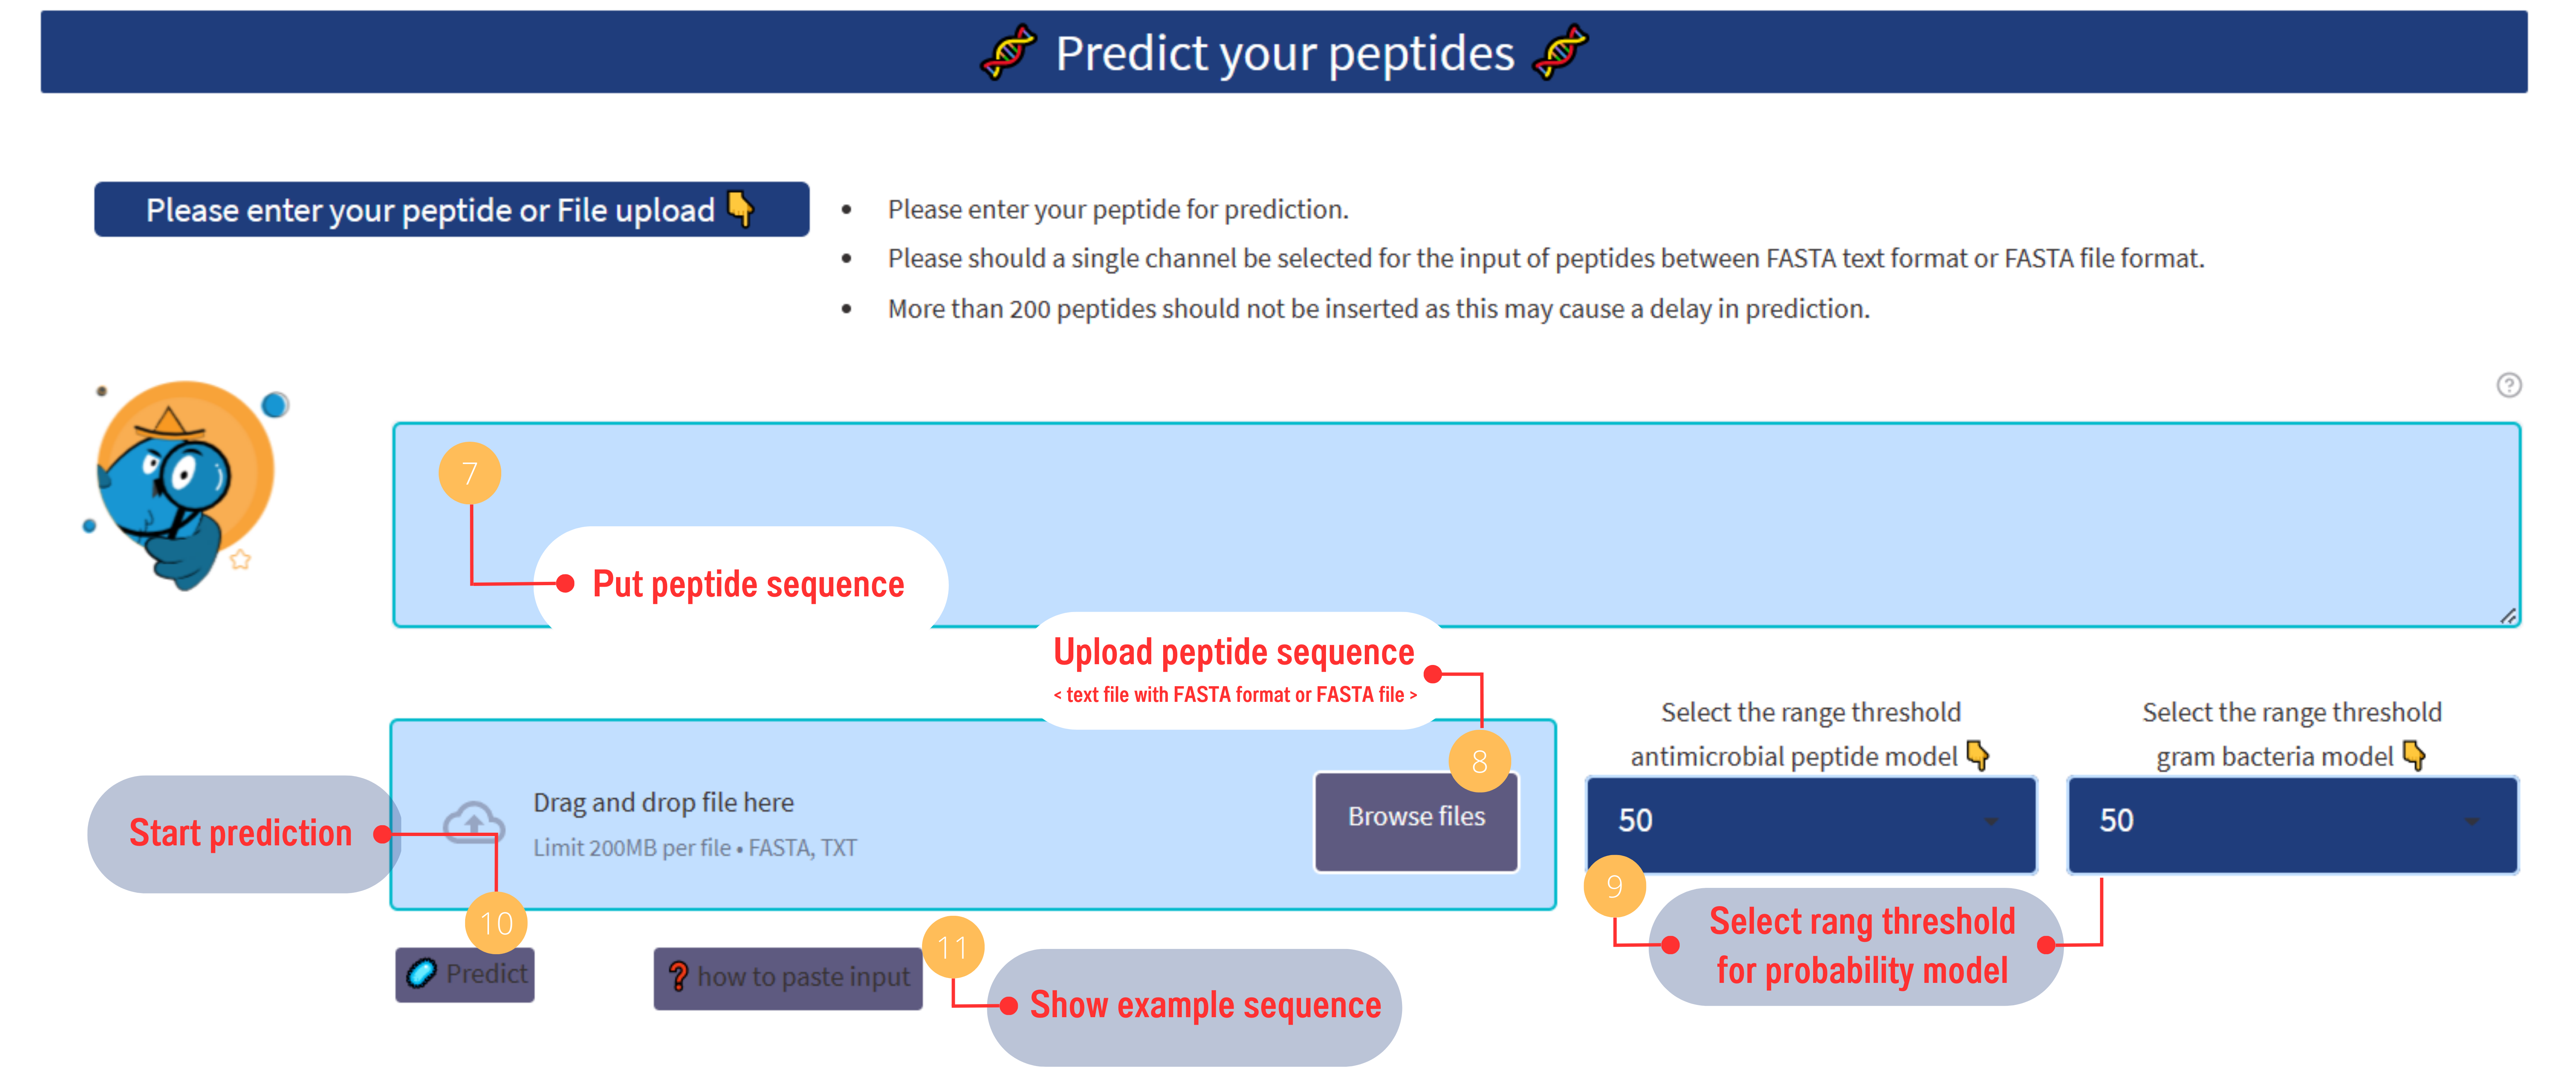 Predict your peptides
Please enter your peptide or File upload
Please enter your peptide for prediction.
Please should a single channel be selected for the input of peptides between FASTA text format or FASTA file format.
More than 200 peptides should not be inserted as this may cause a delay in prediction.
7
Put peptide sequence
Upload peptide sequence
< text file with FASTA format or FASTA file >
8
Drag and drop file here
Limit 200MB per file • FASTA, TXT
Browse files
Select the range threshold
antimicrobial peptide model
50
Select the range threshold
gram bacteria model
50
9
Select rang threshold
for probability model
Start prediction
10
Predict
how to paste input
11
Show example sequence